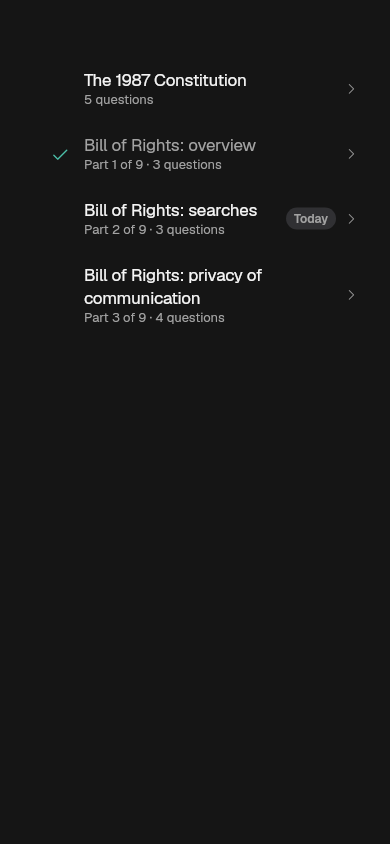 The 1987 Constitution
5 questions
Bill of Rights: overview
Part 1 of 9 · 3 questions
Bill of Rights: searches
Part 2 of 9 · 3 questions
Today
Bill of Rights: privacy of
communication
Part 3 of 9 · 4 questions